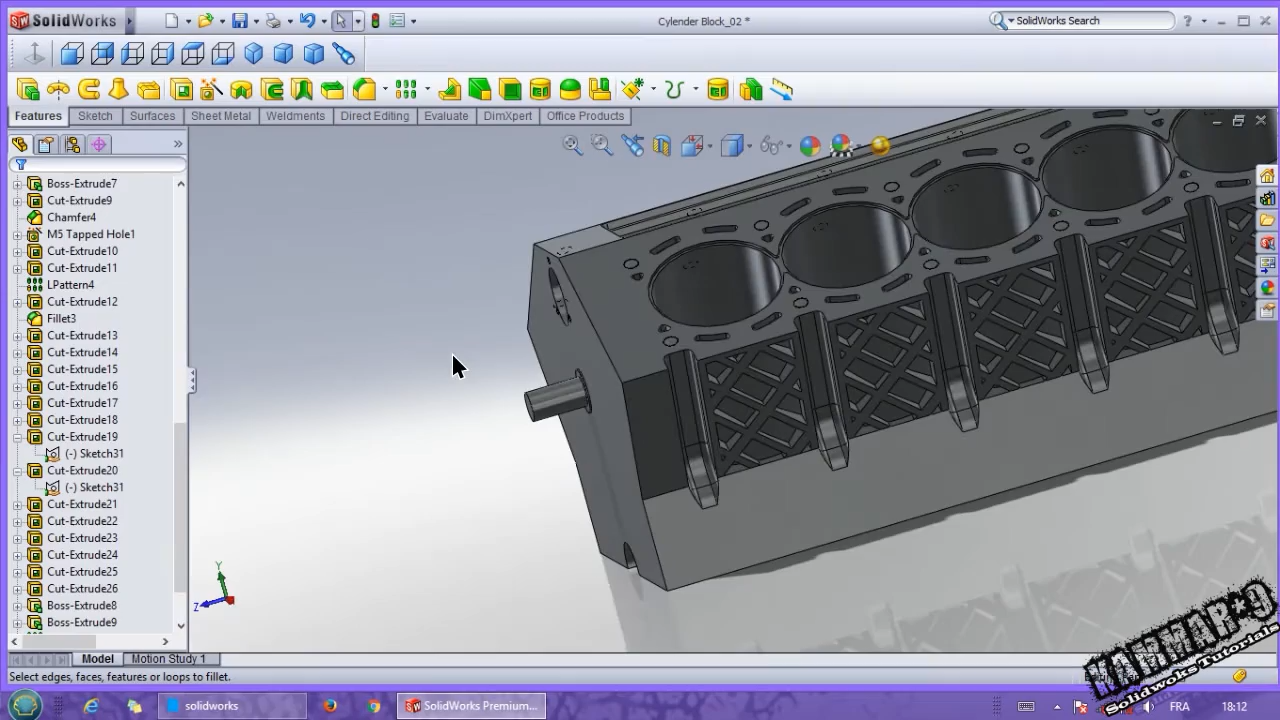 SolidWorks
Cylender Block_02 *
SolidWorks Search
?
Features
Sketch
Surfaces
Sheet Metal
Weldments
Direct Editing
Evaluate
DimXpert
Office Products
Boss-Extrude7
Cut-Extrude9
Chamfer4
M5 Tapped Hole1
Cut-Extrude10
Cut-Extrude11
LPattern4
Cut-Extrude12
Fillet3
Cut-Extrude13
Cut-Extrude14
Cut-Extrude15
Cut-Extrude16
Cut-Extrude17
Cut-Extrude18
Cut-Extrude19
(-) Sketch31
Cut-Extrude20
(-) Sketch31
Cut-Extrude21
Cut-Extrude22
Cut-Extrude23
Cut-Extrude24
Cut-Extrude25
Cut-Extrude26
Boss-Extrude8
Boss-Extrude9
Y
Z
Model
Motion Study 1
Select edges, faces, features or loops to fillet.
Solidwoks Tutorials
solidworks
SolidWorks Premium...
FRA
18:12